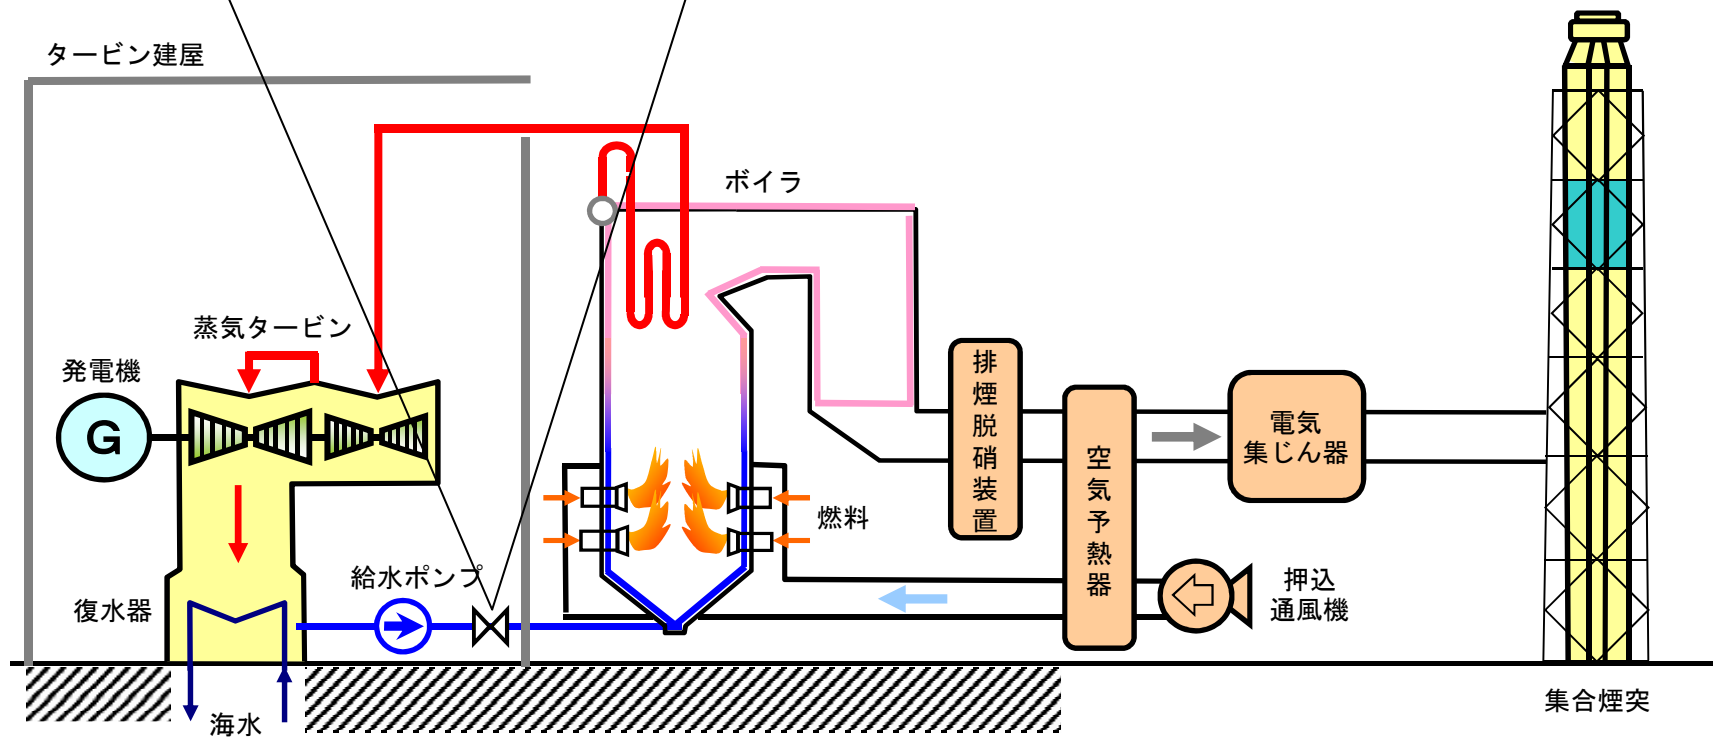 タービン建屋
ボイラ
蒸気タービン
発電機
G
排煙脱硝装置
空気予熱器
電気
集じん器
燃料
給水ポンプ
復水器
押込
通風機
海水
集合煙突